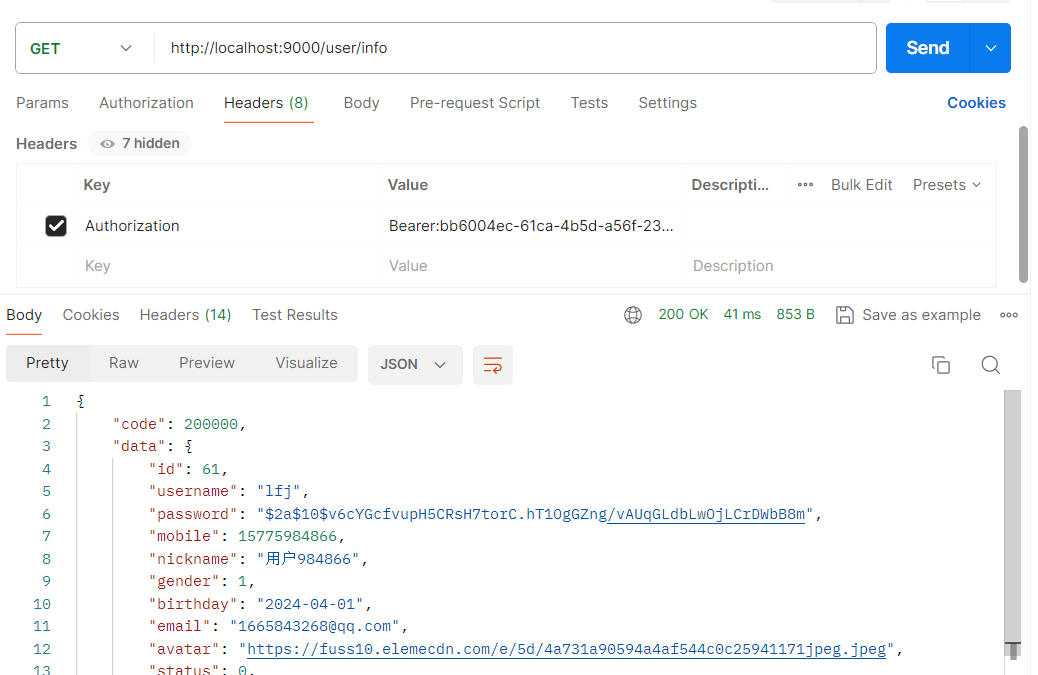 GET http://localhost:9000/user/info Send
Params Authorization Headers (8) Body Pre-request Script Tests Settings Cookies
Headers 7 hidden
Key Value Descripti... ••• Bulk Edit Presets
Authorization Bearer:bb6004ec-61ca-4b5d-a56f-23...
Key Value Description
Body Cookies Headers (14) Test Results 200 OK 41 ms 853 B Save as example •••
Pretty Raw Preview Visualize JSON
1 {
2 "code": 200000,
3 "data": {
4 "id": 61,
5 "username": "lfj",
6 "password": "$2a$10$v6cYGcfvupH5CRsH7torC.hT1OgGZng/vAUqGLdbLwOjLCrDWbB8m",
7 "mobile": 15775984866,
8 "nickname": "用户984866",
9 "gender": 1,
10 "birthday": "2024-04-01",
11 "email": "1665843268@qq.com",
12 "avatar": "https://fuss10.elemecdn.com/e/5d/4a731a90594a4af544c0c25941171jpeg.jpeg",
13 "status": 0,